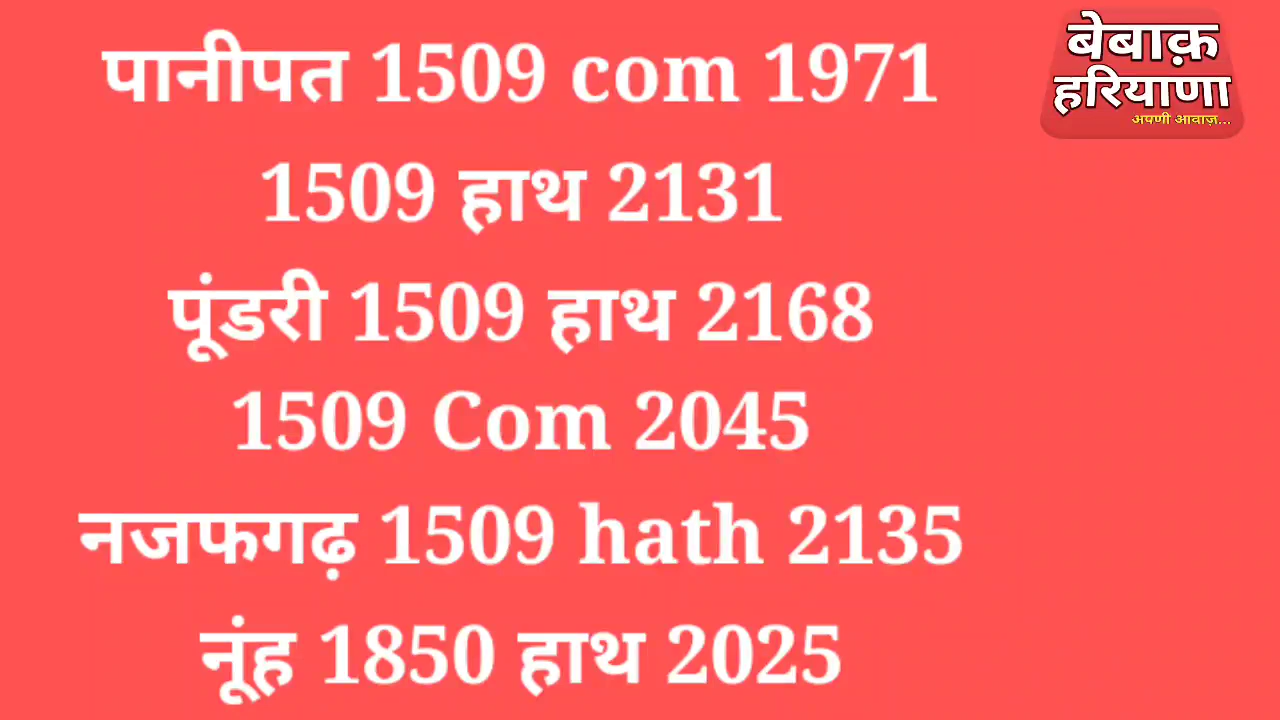 पानीपत 1509 com 1971
1509 हाथ 2131
पूंडरी 1509 हाथ 2168
1509 Com 2045
नजफगढ़ 1509 hath 2135
नूंह 1850 हाथ 2025
बेबाक़
हरियाणा
अपणी आवाज़...